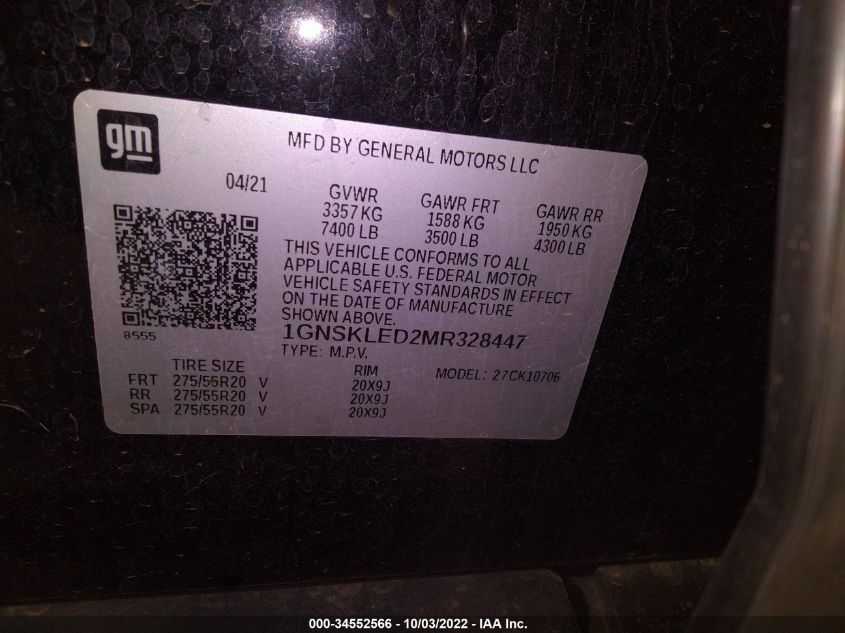 gm
MFD BY GENERAL MOTORS LLC
04/21
GVWR
3357 KG
7400 LB
GAWR FRT
1588 KG
3500 LB
GAWR RR
1950 KG
4300 LB
THIS VEHICLE CONFORMS TO ALL
APPLICABLE U.S. FEDERAL MOTOR
VEHICLE SAFETY STANDARDS IN EFFECT
ON THE DATE OF MANUFACTURE
SHOWN ABOVE.
8555
1GNSKLED2MR328447
TYPE: M.P.V.
TIRE SIZE
RIM
MODEL: 27CK10706
FRT 275/55R20 V 20X9J
RR 275/55R20 V 20X9J
SPA 275/55R20 V 20X9J
000-34552566 - 10/03/2022 - IAA Inc.